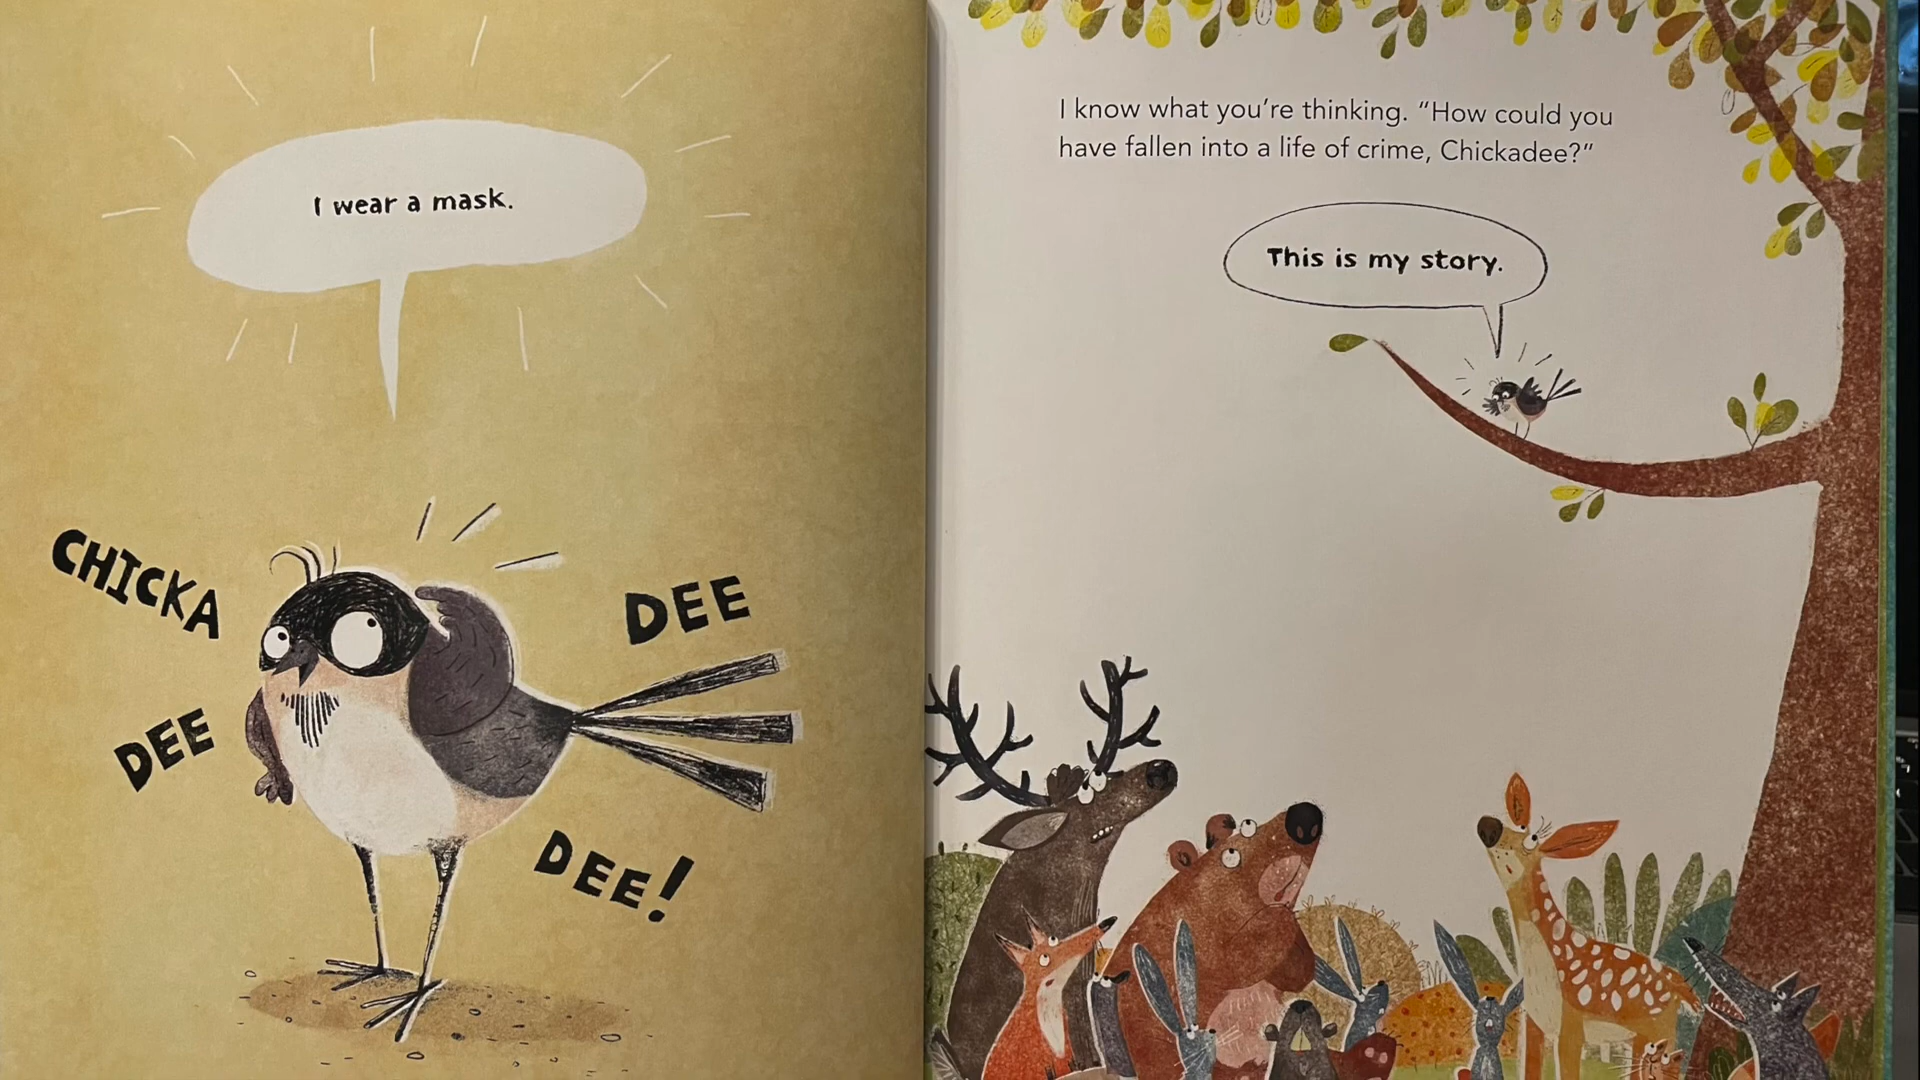 I wear a mask.
CHICKA
DEE
DEE
DEE!
I know what you're thinking. "How could you
have fallen into a life of crime, Chickadee?"
This is my story.